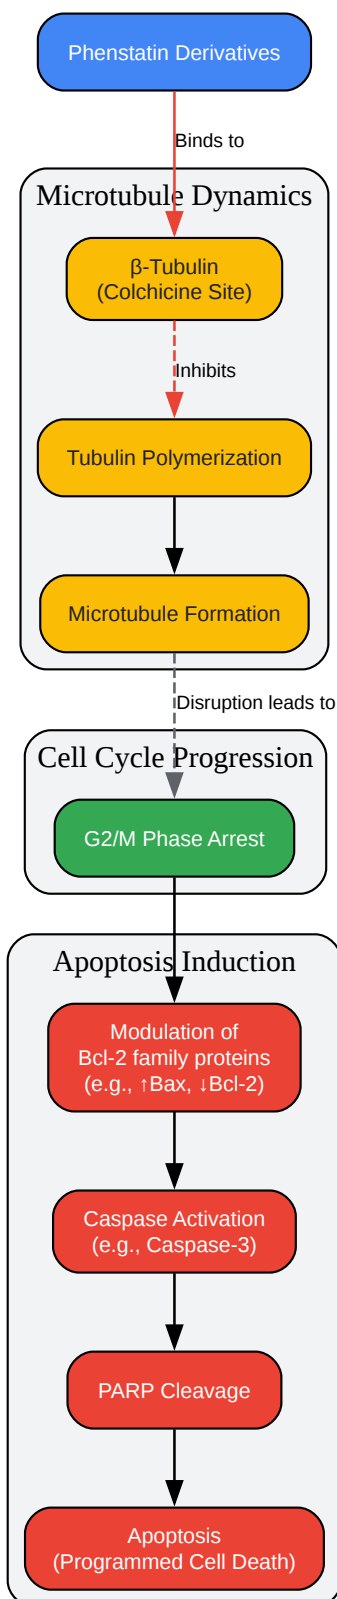 Phenstatin Derivatives
Binds to
Microtubule Dynamics
β-Tubulin
(Colchicine Site)
Inhibits
Tubulin Polymerization
Microtubule Formation
Disruption leads to
Cell Cycle Progression
G2/M Phase Arrest
Apoptosis Induction
Modulation of
Bcl-2 family proteins
(e.g., ↑Bax, ↓Bcl-2)
Caspase Activation
(e.g., Caspase-3)
PARP Cleavage
Apoptosis
(Programmed Cell Death)